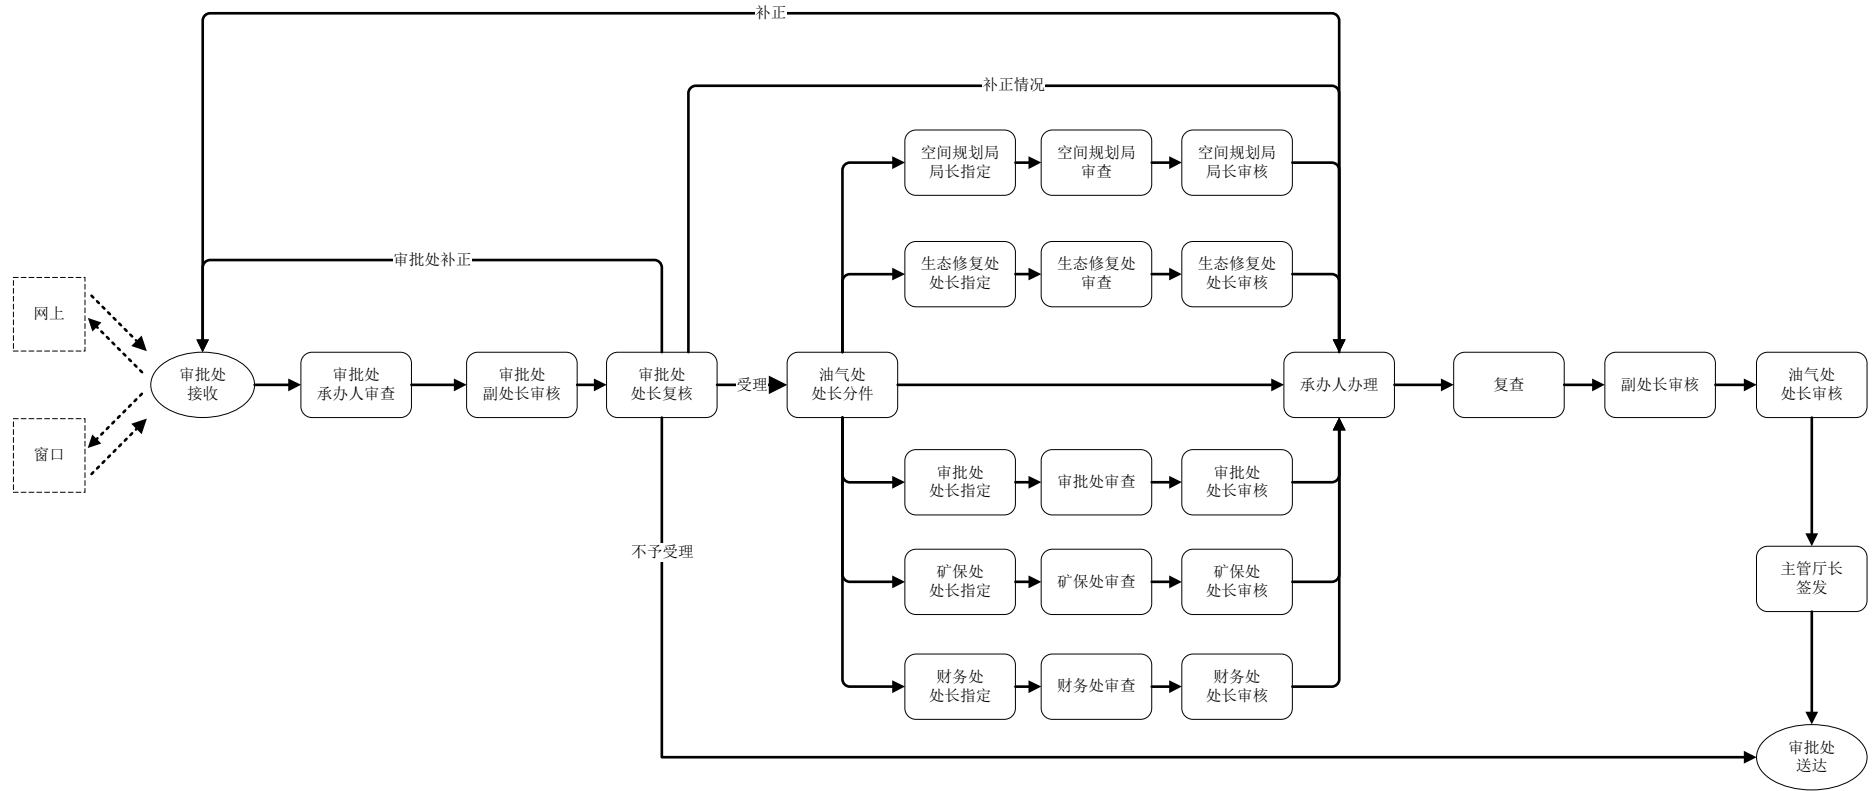 补正
补正情况
空间规划局
局长指定
空间规划局
审查
空间规划局
局长审核
审批处补正
生态修复处
处长指定
生态修复处
审查
生态修复处
处长审核
网上
审批处
接收
审批处
承办人审查
审批处
副处长审核
审批处
处长复核
受理
油气处
处长分件
承办人办理
复查
副处长审核
油气处
处长审核
窗口
审批处
处长指定
审批处审查
审批处
处长审核
不予受理
矿保处
处长指定
矿保处审查
矿保处
处长审核
主管厅长
签发
财务处
处长指定
财务处审查
财务处
处长审核
审批处
送达